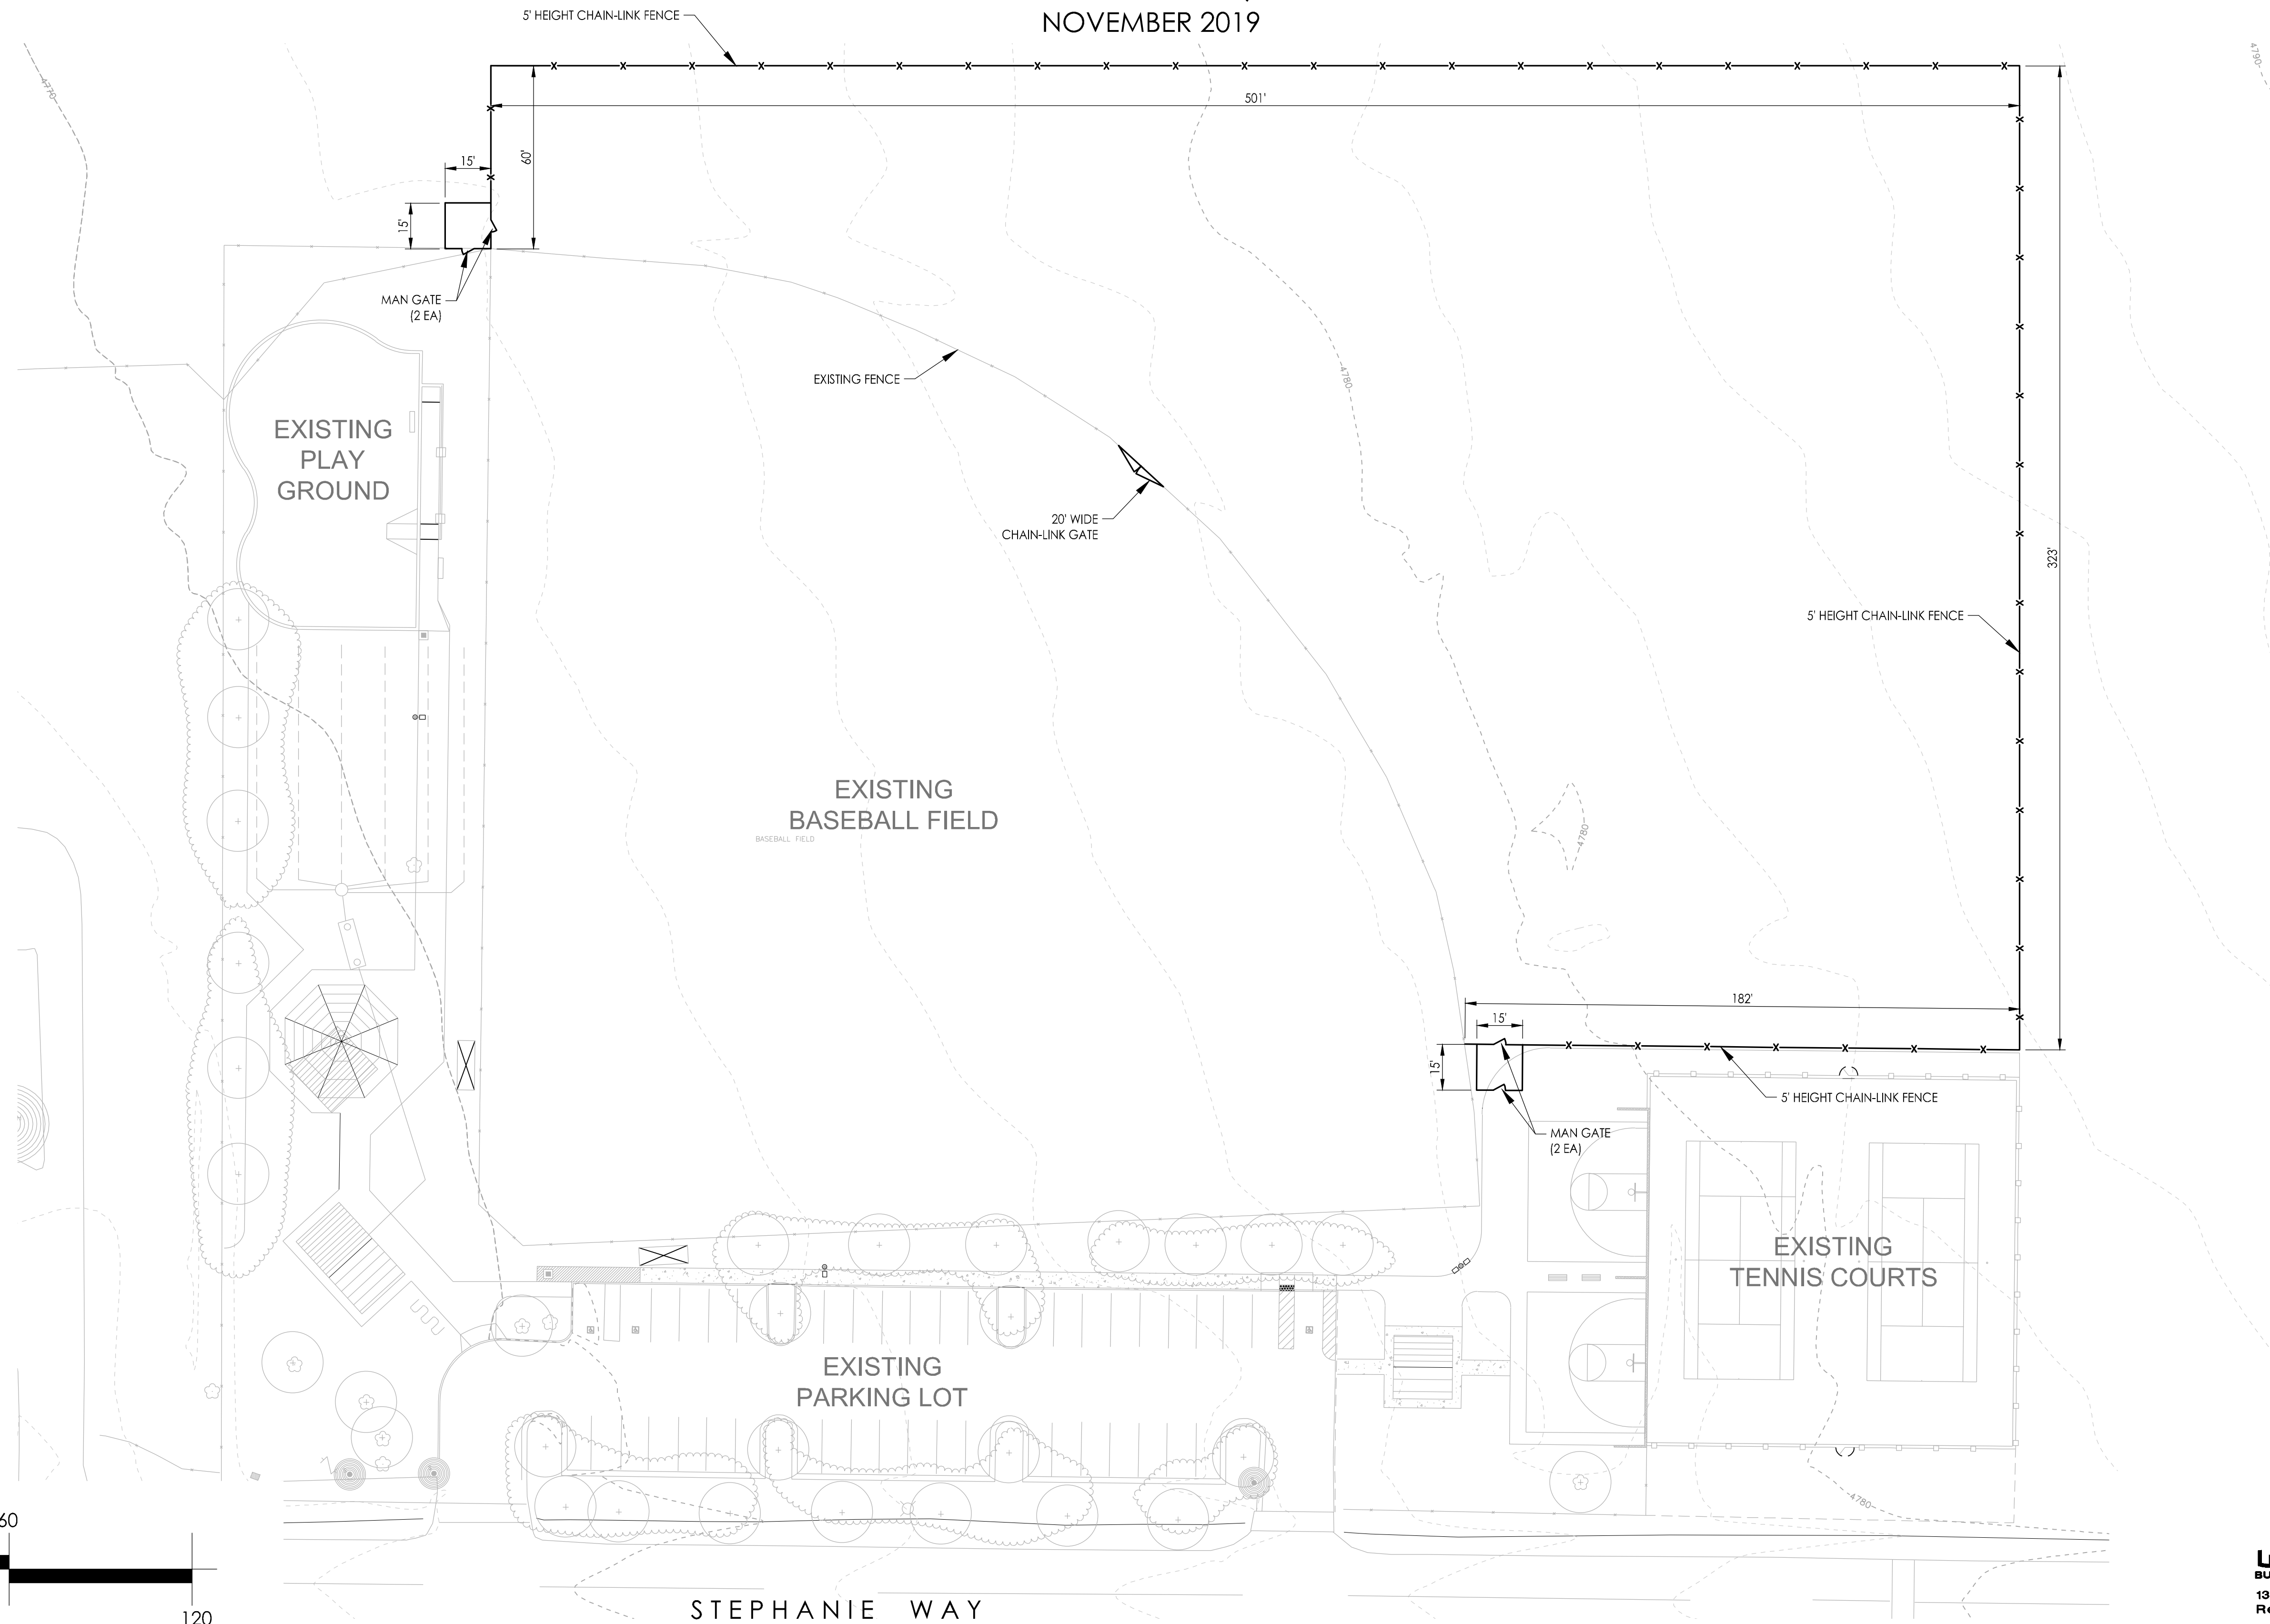 NOVEMBER 2019
5' HEIGHT CHAIN-LINK FENCE
4770
4790
501'
15'
60'
15'
MAN GATE
(2 EA)
EXISTING FENCE
4780
EXISTING
PLAY
GROUND
20' WIDE
CHAIN-LINK GATE
323'
5' HEIGHT CHAIN-LINK FENCE
EXISTING
BASEBALL FIELD
BASEBALL FIELD
4780
182'
15'
15'
5' HEIGHT CHAIN-LINK FENCE
MAN GATE
(2 EA)
EXISTING
TENNIS COURTS
EXISTING
PARKING LOT
4780
60
120
STEPHANIE WAY
BU
13